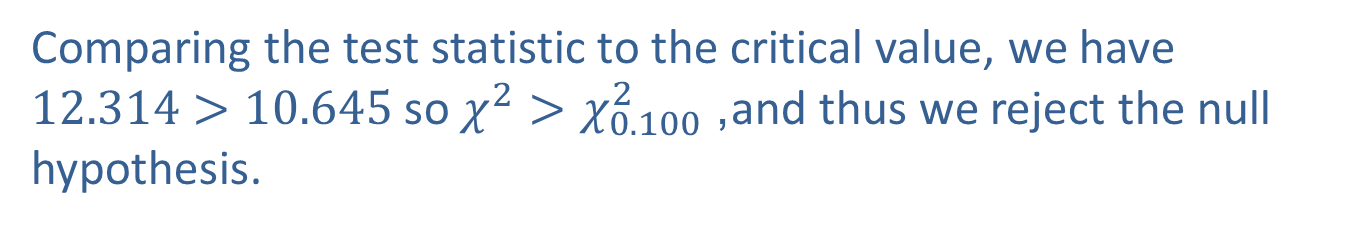 Comparing the test statistic to the critical value, we have
12.314 > 10.645 so χ² > χ²₀.₁₀₀ ,and thus we reject the null
hypothesis.